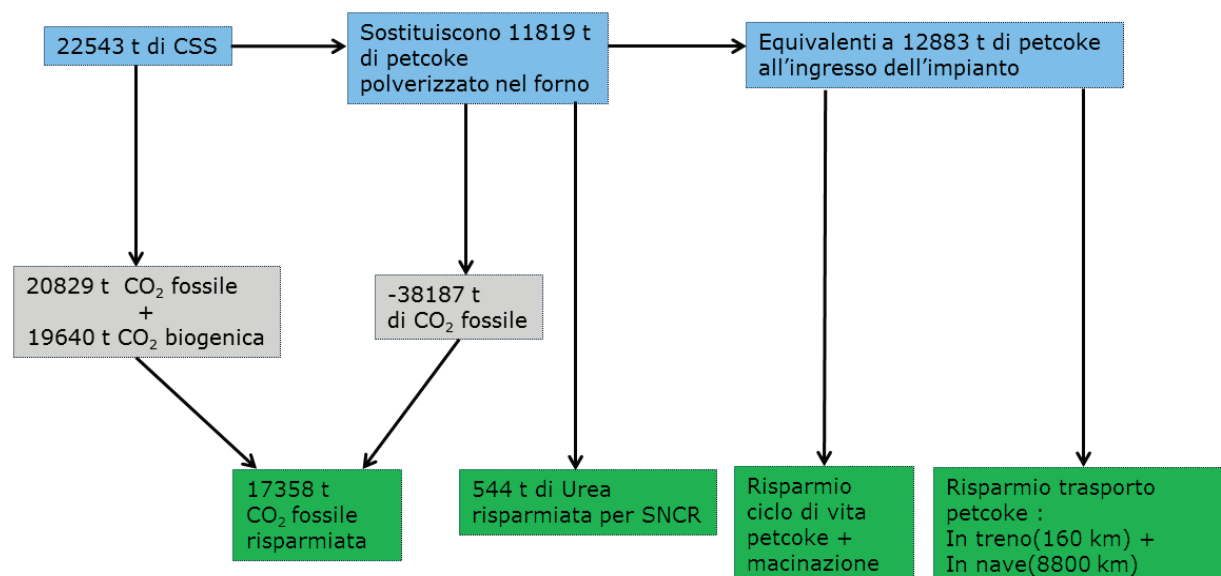 22543 t di CSS
Sostituiscono 11819 t
di petcoke
polverizzato nel forno
Equivalenti a 12883 t di petcoke
all’ingresso dell’impianto
20829 t CO₂ fossile
+
19640 t CO₂ biogenica
-38187 t
di CO₂ fossile
17358 t
CO₂ fossile
risparmiata
544 t di Urea
risparmiata per SNCR
Risparmio
ciclo di vita
petcoke +
macinazione
Risparmio trasporto
petcoke :
In treno(160 km) +
In nave(8800 km)